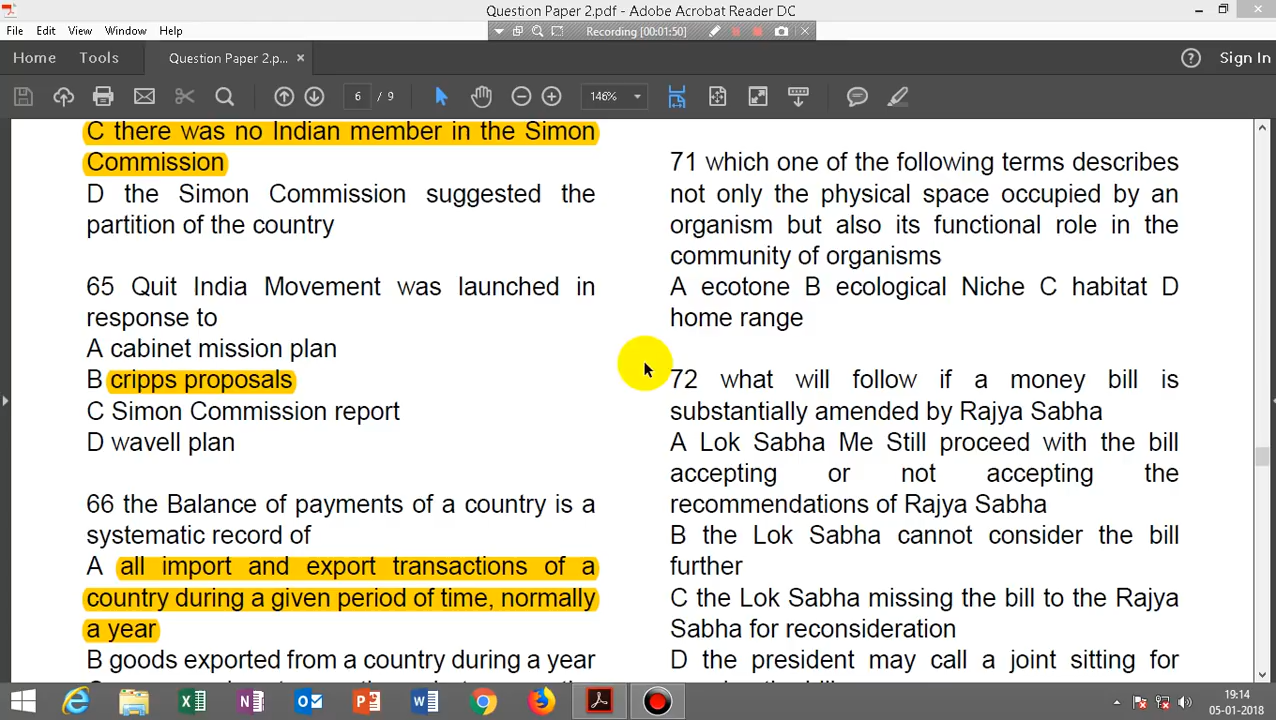 Question Paper 2.pdf - Adobe Acrobat Reader DC
File Edit View Window Help
Recording [00:01:50]
Home Tools Question Paper 2.p... ×
Sign In
6 / 9
146%
C there was no Indian member in the Simon
Commission
D the Simon Commission suggested the
partition of the country
65 Quit India Movement was launched in
response to
A cabinet mission plan
B cripps proposals
C Simon Commission report
D wavell plan
66 the Balance of payments of a country is a
systematic record of
A all import and export transactions of a
country during a given period of time, normally
a year
B goods exported from a country during a year
71 which one of the following terms describes
not only the physical space occupied by an
organism but also its functional role in the
community of organisms
A ecotone B ecological Niche C habitat D
home range
72 what will follow if a money bill is
substantially amended by Rajya Sabha
A Lok Sabha Me Still proceed with the bill
accepting or not accepting the
recommendations of Rajya Sabha
B the Lok Sabha cannot consider the bill
further
C the Lok Sabha missing the bill to the Rajya
Sabha for reconsideration
D the president may call a joint sitting for
19:14
05-01-2018